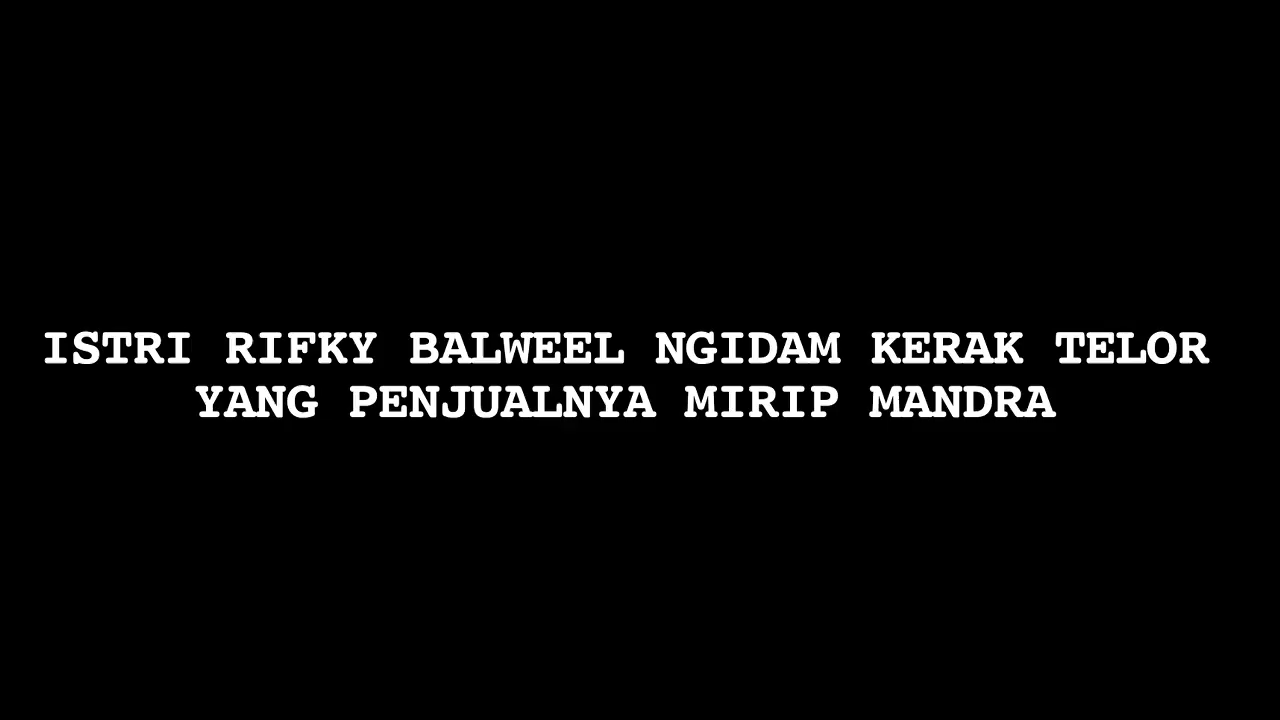 ISTRI RIFKY BALWEEL NGIDAM KERAK TELOR
YANG PENJUALNYA MIRIP MANDRA